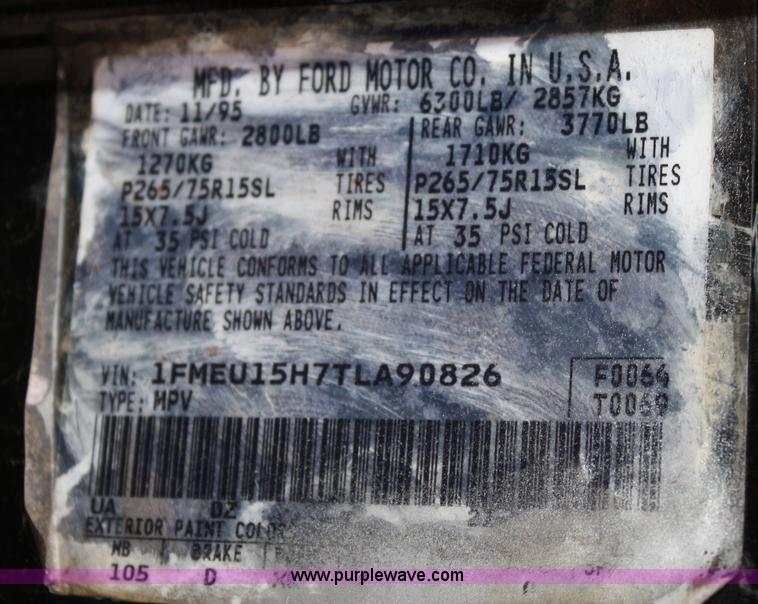 MFD. BY FORD MOTOR CO. IN U.S.A.
DATE: 11/95 GVWR: 6300LB/ 2857KG
FRONT GAWR: 2800LB REAR GAWR: 3770LB
1270KG WITH 1710KG WITH
P265/75R15SL TIRES P265/75R15SL TIRES
15X7.5J RIMS 15X7.5J RIMS
AT 35 PSI COLD AT 35 PSI COLD
THIS VEHICLE CONFORMS TO ALL APPLICABLE FEDERAL MOTOR
VEHICLE SAFETY STANDARDS IN EFFECT ON THE DATE OF
MANUFACTURE SHOWN ABOVE.
VIN: 1FMEU15H7TLA90826 F0064
TYPE: MPV T0069
UA DZ
EXTERIOR PAINT COLOR
WB BRAKE
105 D
www.purplewave.com